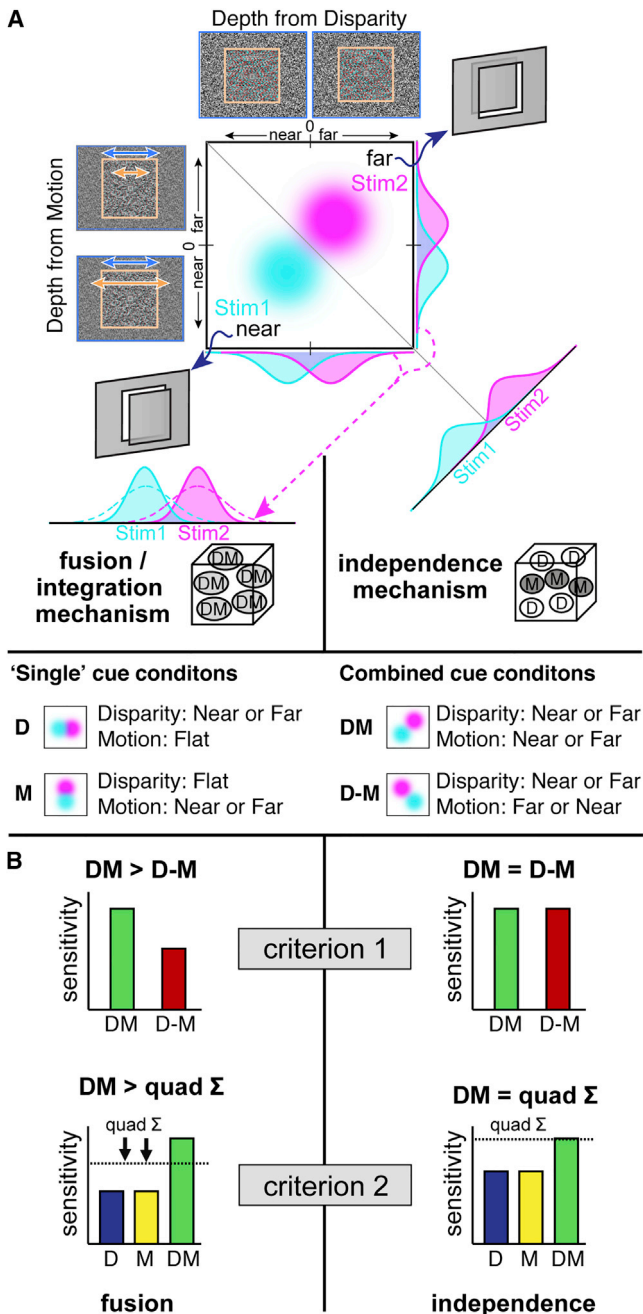 A
Depth from Disparity
0
near far
far
Stim2
Depth from Motion
far
0
near
Stim1
near
Stim1
Stim2
Stim1 Stim2
fusion /
integration
mechanism
DM
DM DM
DM DM
independence
mechanism
D D
M M M
D D
'Single' cue conditons
D
Disparity: Near or Far
Motion: Flat
M
Disparity: Flat
Motion: Near or Far
Combined cue conditons
DM
Disparity: Near or Far
Motion: Near or Far
D-M
Disparity: Near or Far
Motion: Far or Near
B
DM > D-M
sensitivity
DM D-M
criterion 1
DM = D-M
sensitivity
DM D-M
DM > quad Σ
quad Σ
sensitivity
D M DM
fusion
criterion 2
DM = quad Σ
quad Σ
sensitivity
D M DM
independence